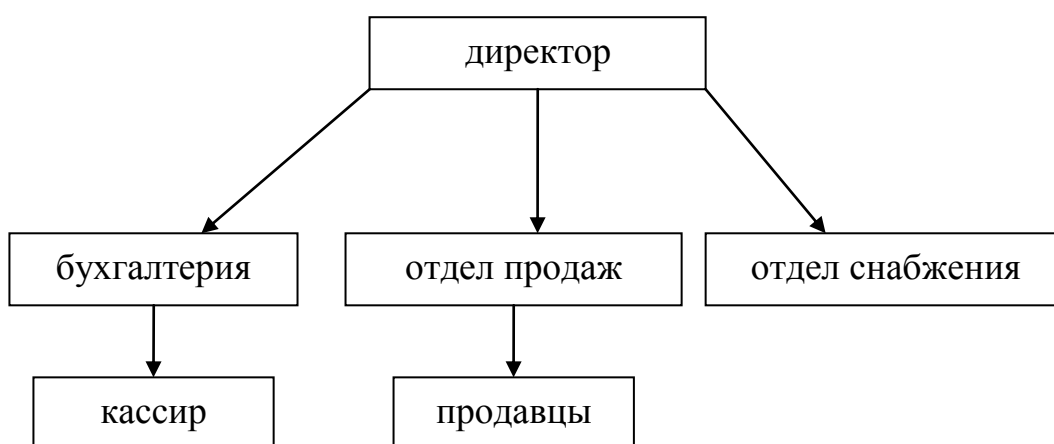 директор
бухгалтерия
отдел продаж
отдел снабжения
кассир
продавцы